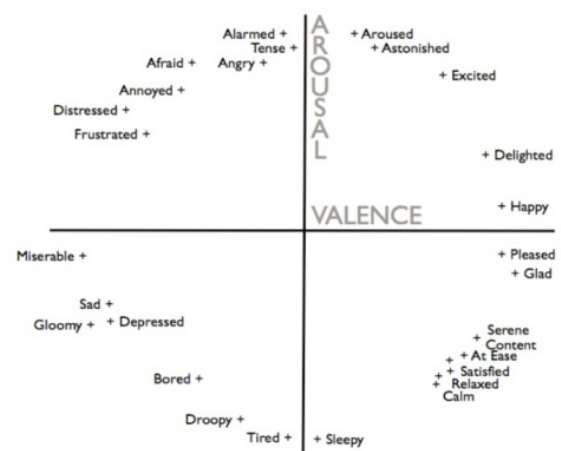 Alarmed +
AROUSAL
+ Aroused
Tense +
+ Astonished
Afraid +
Angry +
+ Excited
Annoyed +
Distressed +
Frustrated +
+ Delighted
+ Happy
VALENCE
Miserable +
+ Pleased
+ Glad
Sad +
Gloomy +
+ Depressed
+ Serene
Content
+ + At Ease
+ Satisfied
+ Relaxed
+ Calm
Bored +
Droopy +
Tired +
+ Sleepy